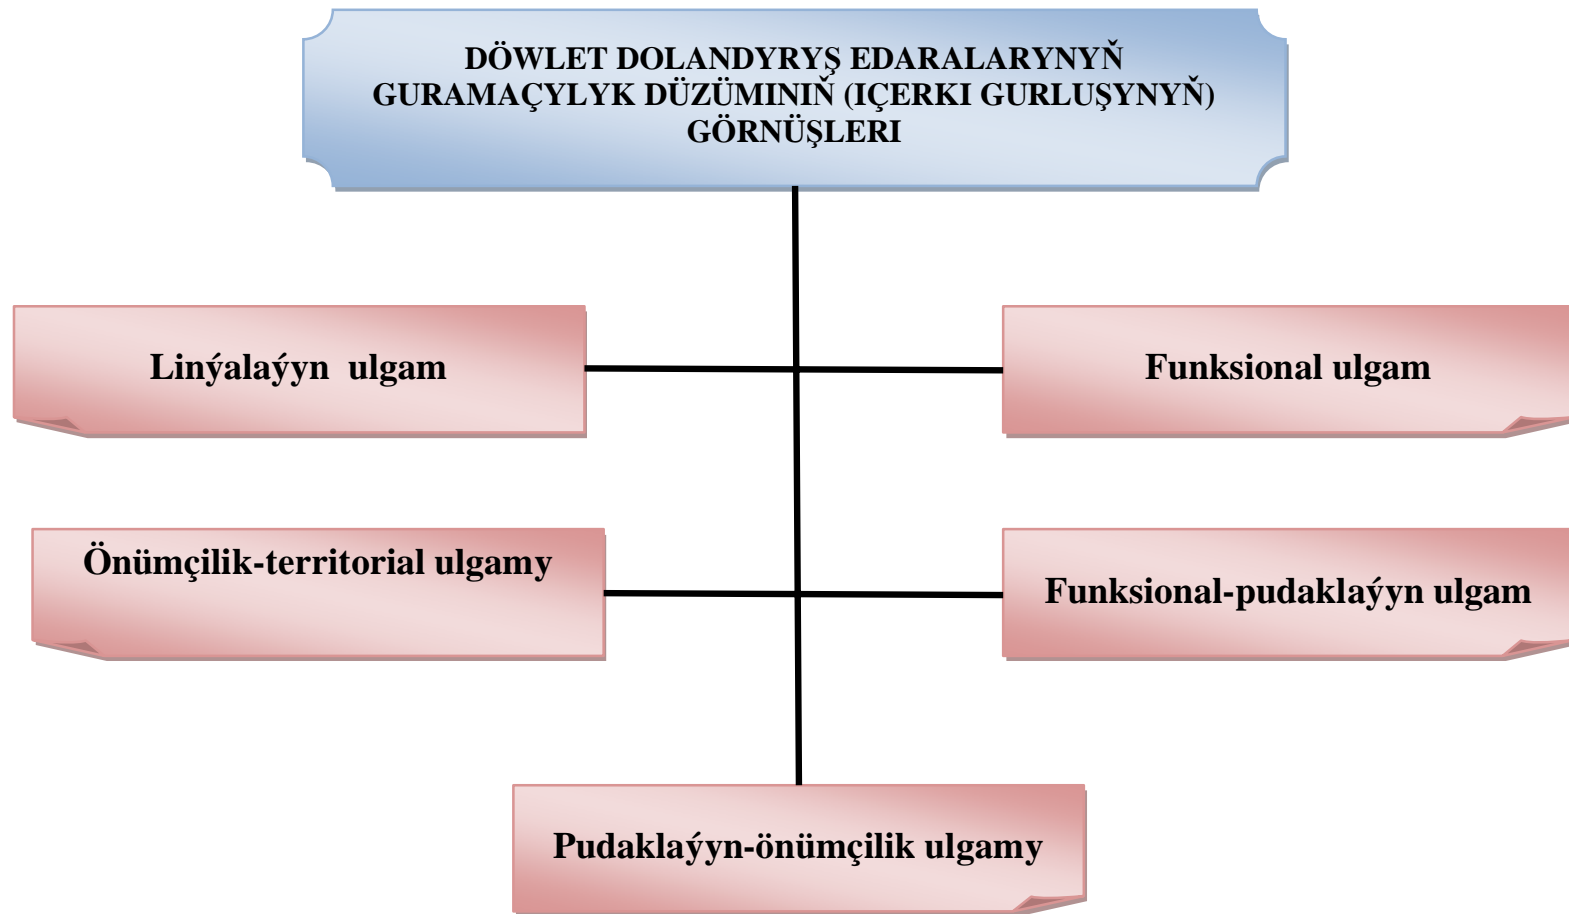 DÖWLET DOLANDYRYŞ EDARALARYNYŇ
GURAMAÇYLYK DÜZÜMINIŇ (IÇERKI GURLUŞYNYŇ)
GÖRNÜŞLERI
Linýalaýyn ulgam
Funksional ulgam
Önümçilik-territorial ulgamy
Funksional-pudaklaýyn ulgam
Pudaklaýyn-önümçilik ulgamy